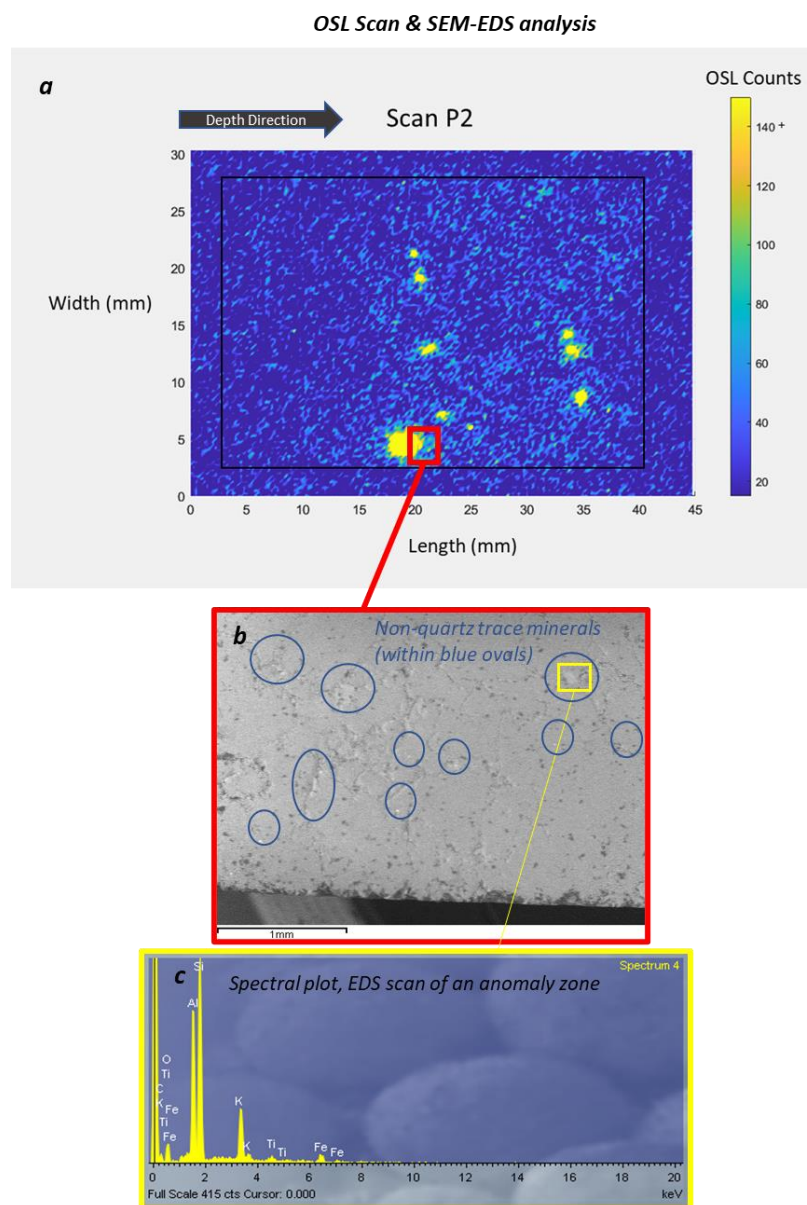 OSL Scan & SEM-EDS analysis
a
OSL Counts
Depth Direction
Scan P2
140 +
120
100
80
60
40
20
30
25
20
15
10
5
0
Width (mm)
0 5 10 15 20 25 30 35 40 45
Length (mm)
b
Non-quartz trace minerals
(within blue ovals)
1mm
c
Spectral plot, EDS scan of an anomaly zone
Spectrum 4
Si
Al
O
Ti
C
K
Fe
Ti
Fe
K
K
Ti
Ti
Fe
Fe
0 2 4 6 8 10 12 14 16 18 20
Full Scale 415 cts Cursor: 0.000
keV